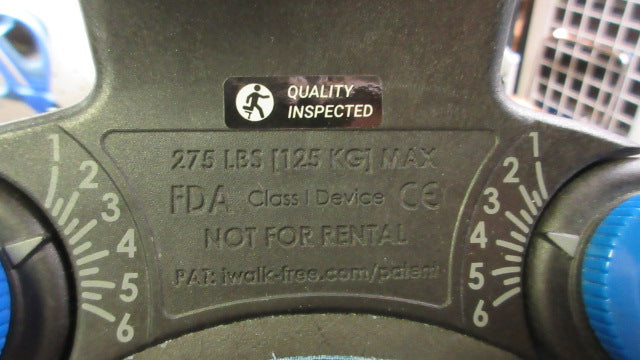 QUALITY
INSPECTED
275 LBS [125 KG] MAX
FDA Class I Device CE
NOT FOR RENTAL
PAT: iwalk-free.com/patent
1
2
3
4
5
6
1
2
3
4
5
6